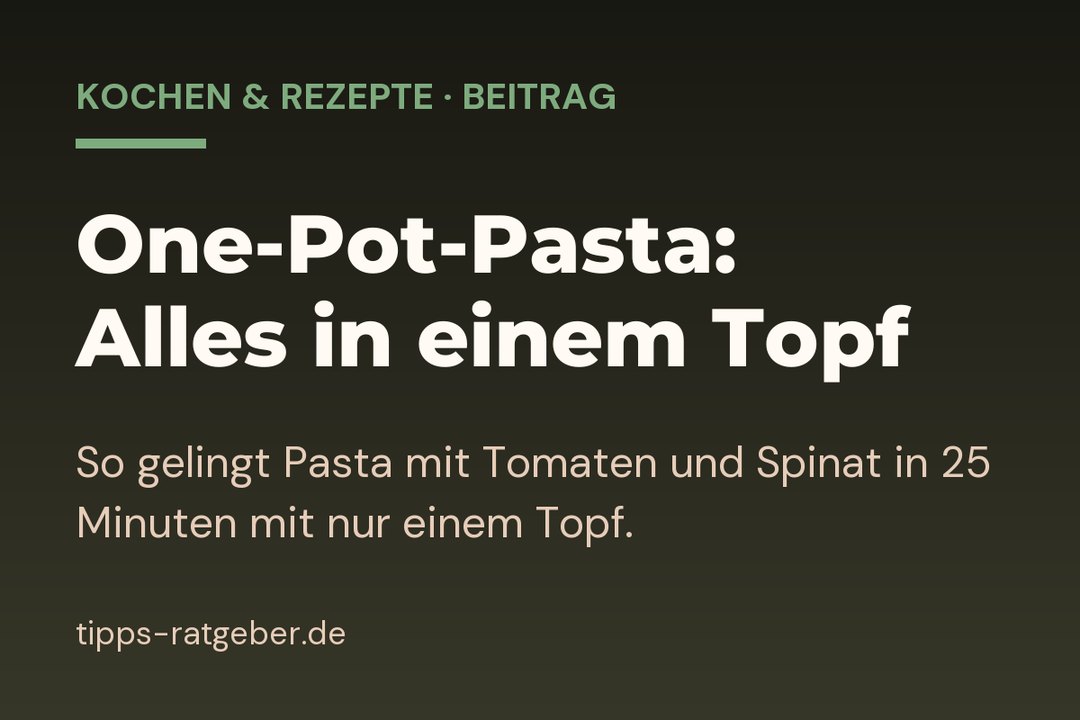 KOCHEN & REZEPTE · BEITRAG
One-Pot-Pasta:
Alles in einem Topf
So gelingt Pasta mit Tomaten und Spinat in 25
Minuten mit nur einem Topf.
tipps-ratgeber.de